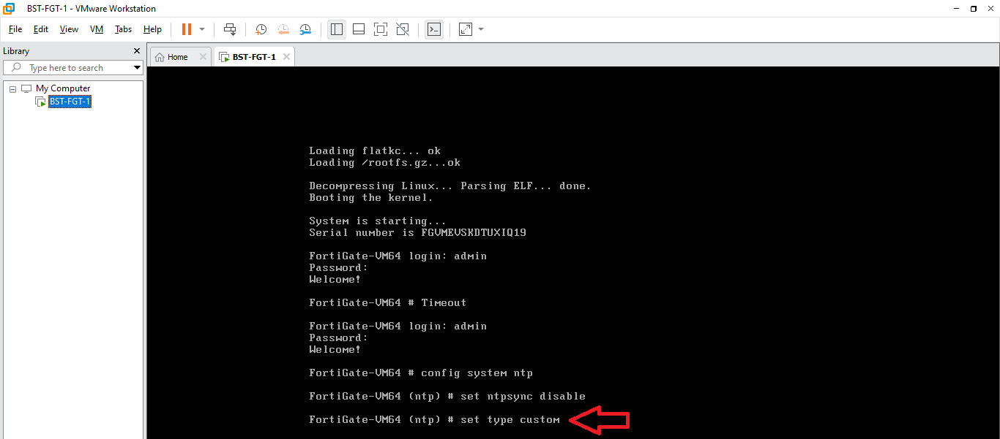 BST-FGT-1 - VMware Workstation
File Edit View VM Tabs Help
Library
Type here to search
My Computer
BST-FGT-1
Home
BST-FGT-1
Loading flatkc... ok
Loading /rootfs.gz...ok
Decompressing Linux... Parsing ELF... done.
Booting the kernel.
System is starting...
Serial number is FGVMEVSKDTUXIQ19
FortiGate-VM64 login: admin
Password:
Welcome!
FortiGate-VM64 # Timeout
FortiGate-VM64 login: admin
Password:
Welcome!
FortiGate-VM64 # config system ntp
FortiGate-VM64 (ntp) # set ntpsync disable
FortiGate-VM64 (ntp) # set type custom